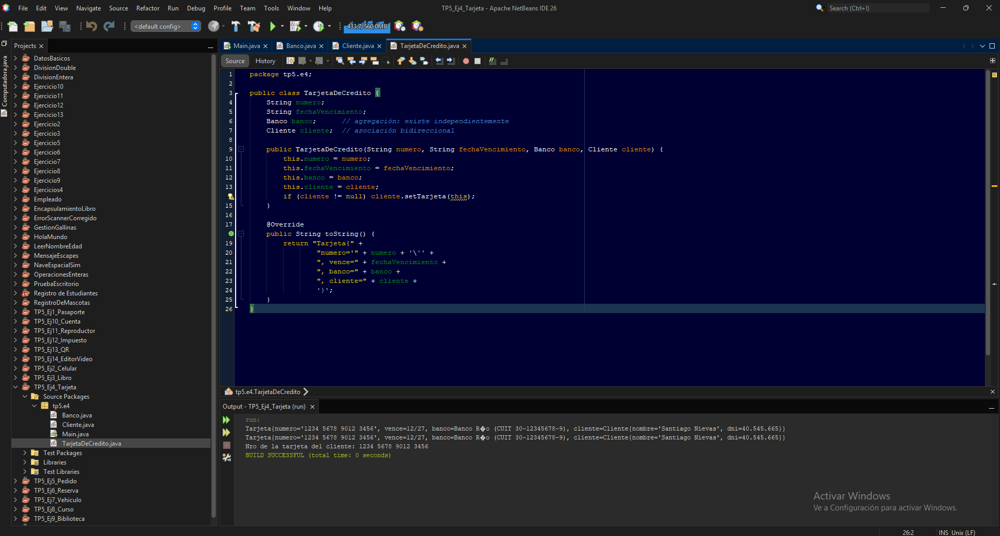 File Edit View Navigate Source Refactor Run Debug Profile Team Tools Window Help
TP5_Ej4_Tarjeta - Apache NetBeans IDE 26
Search (Ctrl+I)
<default config>
433,7/560,0MB
Computadora.java
Projects
DatosBasicos
DivisionDouble
DivisionEntera
Ejercicio10
Ejercicio11
Ejercicio12
Ejercicio13
Ejercicio2
Ejercicio3
Ejercicio5
Ejercicio6
Ejercicio7
Ejercicio8
Ejercicio9
Ejercicios4
Empleado
EncapsulamientoLibro
ErrorScannerCorregido
GestionGallinas
HolaMundo
LeerNombreEdad
MensajeEscapes
NaveEspacialSim
OperacionesEnteras
PruebaEscritorio
Registro de Estudiantes
RegistroDeMascotas
TP5_Ej1_Pasaporte
TP5_Ej10_Cuenta
TP5_Ej11_Reproductor
TP5_Ej12_Impuesto
TP5_Ej13_QR
TP5_Ej14_EditorVideo
TP5_Ej2_Celular
TP5_Ej3_Libro
TP5_Ej4_Tarjeta
Source Packages
tp5.e4
Banco.java
Cliente.java
Main.java
TarjetaDeCredito.java
Test Packages
Libraries
Test Libraries
TP5_Ej5_Pedido
TP5_Ej6_Reserva
TP5_Ej7_Vehiculo
TP5_Ej8_Curso
TP5_Ej9_Biblioteca
Main.java Banco.java Cliente.java TarjetaDeCredito.java
Source History
1 package tp5.e4;
2
3 public class TarjetaDeCredito {
4 String numero;
5 String fechaVencimiento;
6 Banco banco; // agregación: existe independientemente
7 Cliente cliente; // asociación bidireccional
8
9 public TarjetaDeCredito(String numero, String fechaVencimiento, Banco banco, Cliente cliente) {
10 this.numero = numero;
11 this.fechaVencimiento = fechaVencimiento;
12 this.banco = banco;
13 this.cliente = cliente;
if (cliente != null) cliente.setTarjeta(this);
15 }
16
17 @Override
public String toString() {
19 return "Tarjeta{" +
20 "numero='" + numero + '\'' +
21 ", vence=" + fechaVencimiento +
22 ", banco=" + banco +
23 ", cliente=" + cliente +
24 '}';
25 }
26 }
tp5.e4.TarjetaDeCredito
Output - TP5_Ej4_Tarjeta (run)
run:
Tarjeta{numero='1234 5678 9012 3456', vence=12/27, banco=Banco R�o (CUIT 30-12345678-9), cliente=Cliente{nombre='Santiago Nievas', dni=40.545.665}}
Tarjeta{numero='1234 5678 9012 3456', vence=12/27, banco=Banco R�o (CUIT 30-12345678-9), cliente=Cliente{nombre='Santiago Nievas', dni=40.545.665}}
Nro de la tarjeta del cliente: 1234 5678 9012 3456
BUILD SUCCESSFUL (total time: 0 seconds)
Activar Windows
Ve a Configuración para activar Windows.
26:2 INS Unix (LF)